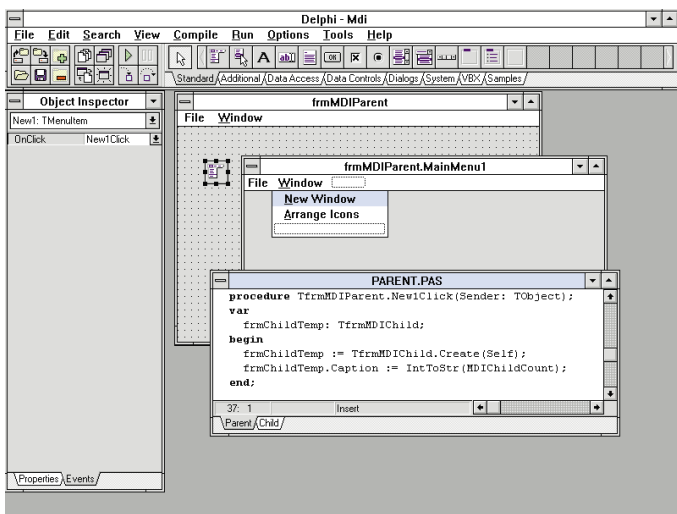 Delphi - Mdi
File Edit Search View Compile Run Options Tools Help
A ab] OK
Standard Additional Data Access Data Controls Dialogs System VBX Samples
Object Inspector
New1: TMenuItem
OnClick New1Click
Properties Events
frmMDIParent
File Window
frmMDIParent.MainMenu1
File Window
New Window
Arrange Icons
PARENT.PAS
procedure TfrmMDIParent.New1Click(Sender: TObject);
var
frmChildTemp: TfrmMDIChild;
begin
frmChildTemp := TfrmMDIChild.Create(Self);
frmChildTemp.Caption := IntToStr(MDIChildCount);
end;
37: 1 Insert
Parent Child